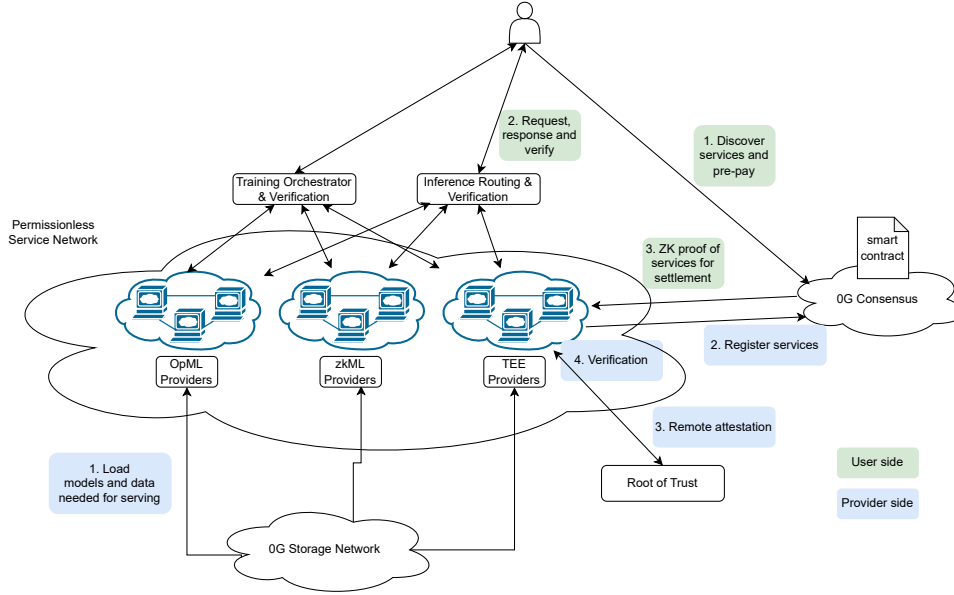 2. Request,
response and
verify
1. Discover
services and
pre-pay
Training Orchestrator
& Verification
Inference Routing &
Verification
Permissionless
Service Network
smart
contract
3. ZK proof of
services for
settlement
0G Consensus
2. Register services
4. Verification
OpML
Providers
zkML
Providers
TEE
Providers
3. Remote attestation
1. Load
models and data
needed for serving
Root of Trust
User side
Provider side
0G Storage Network